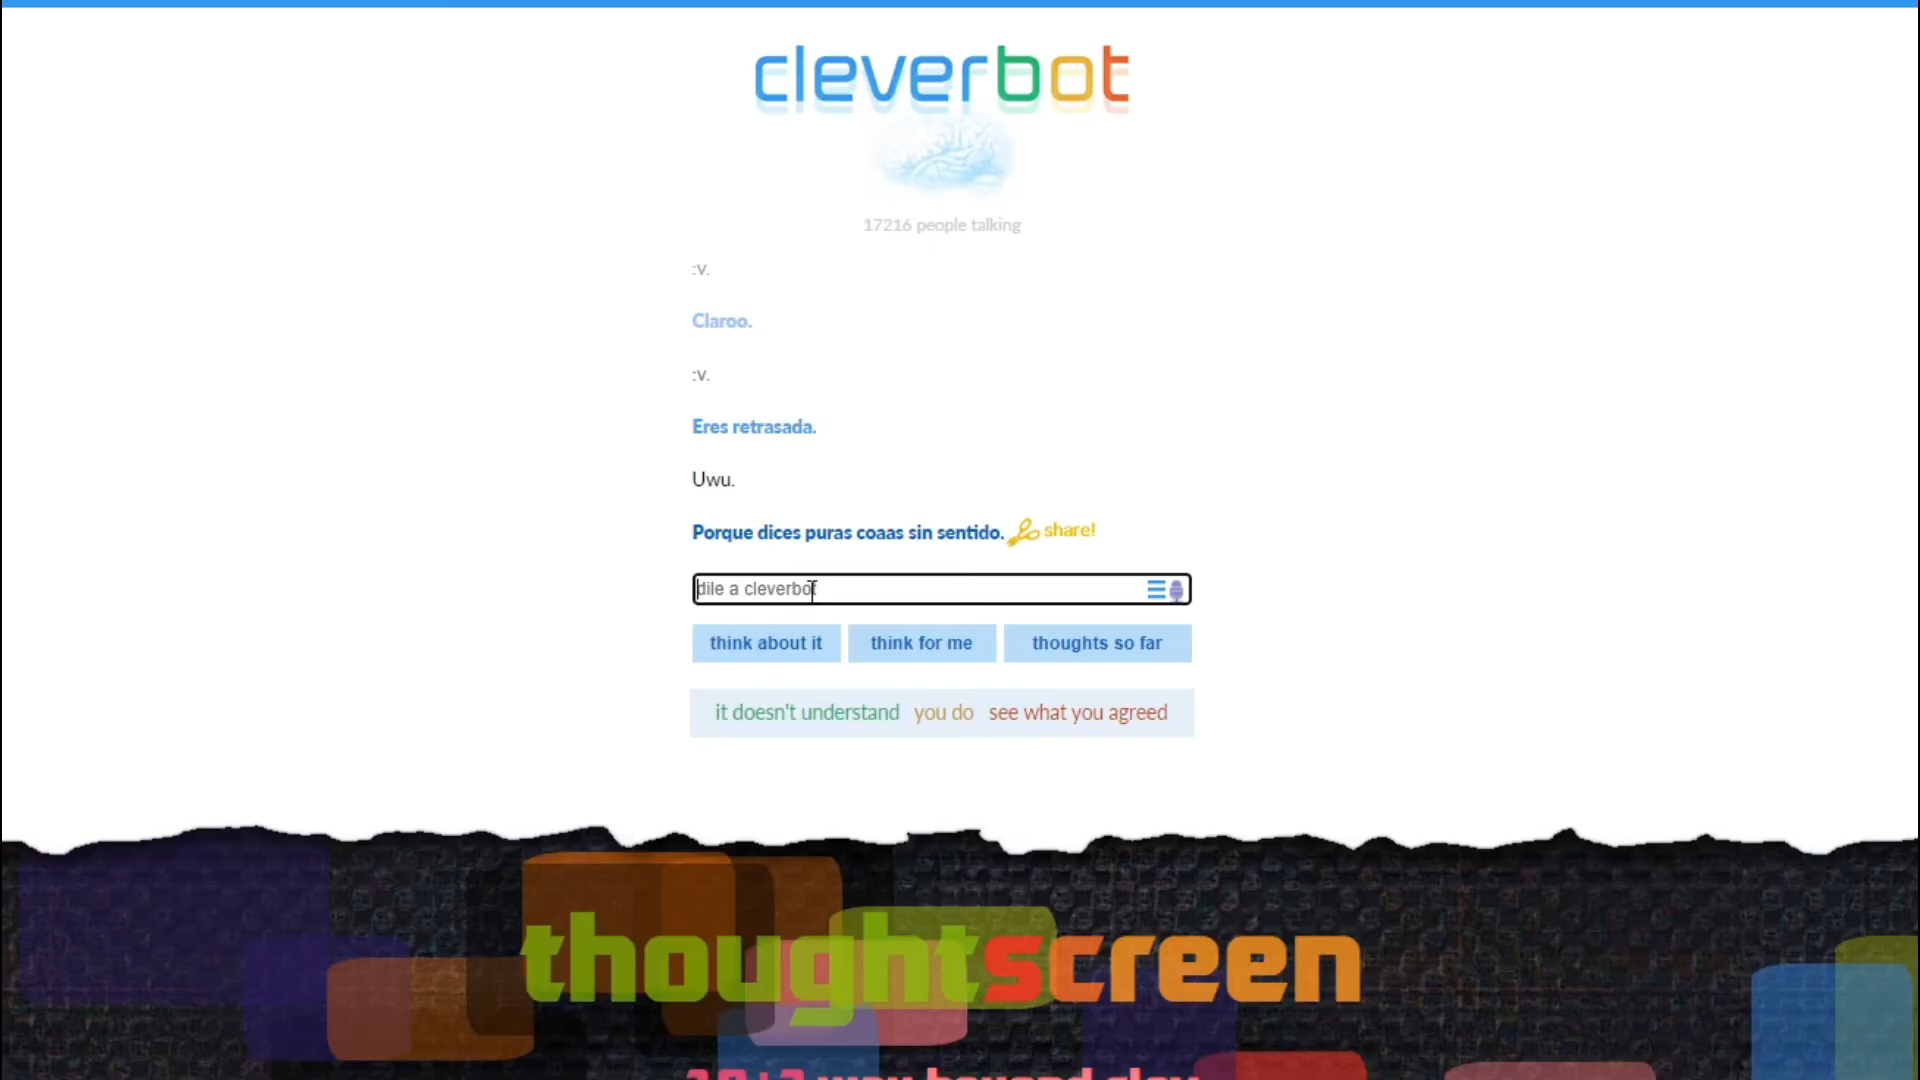 cleverbot
17216 people talking
:v.
Claroo.
:v.
Eres retrasada.
Uwu.
Porque dices puras coaas sin sentido. share!
dile a cleverbot
think about it think for me thoughts so far
it doesn't understand you do see what you agreed
thoughtscreen